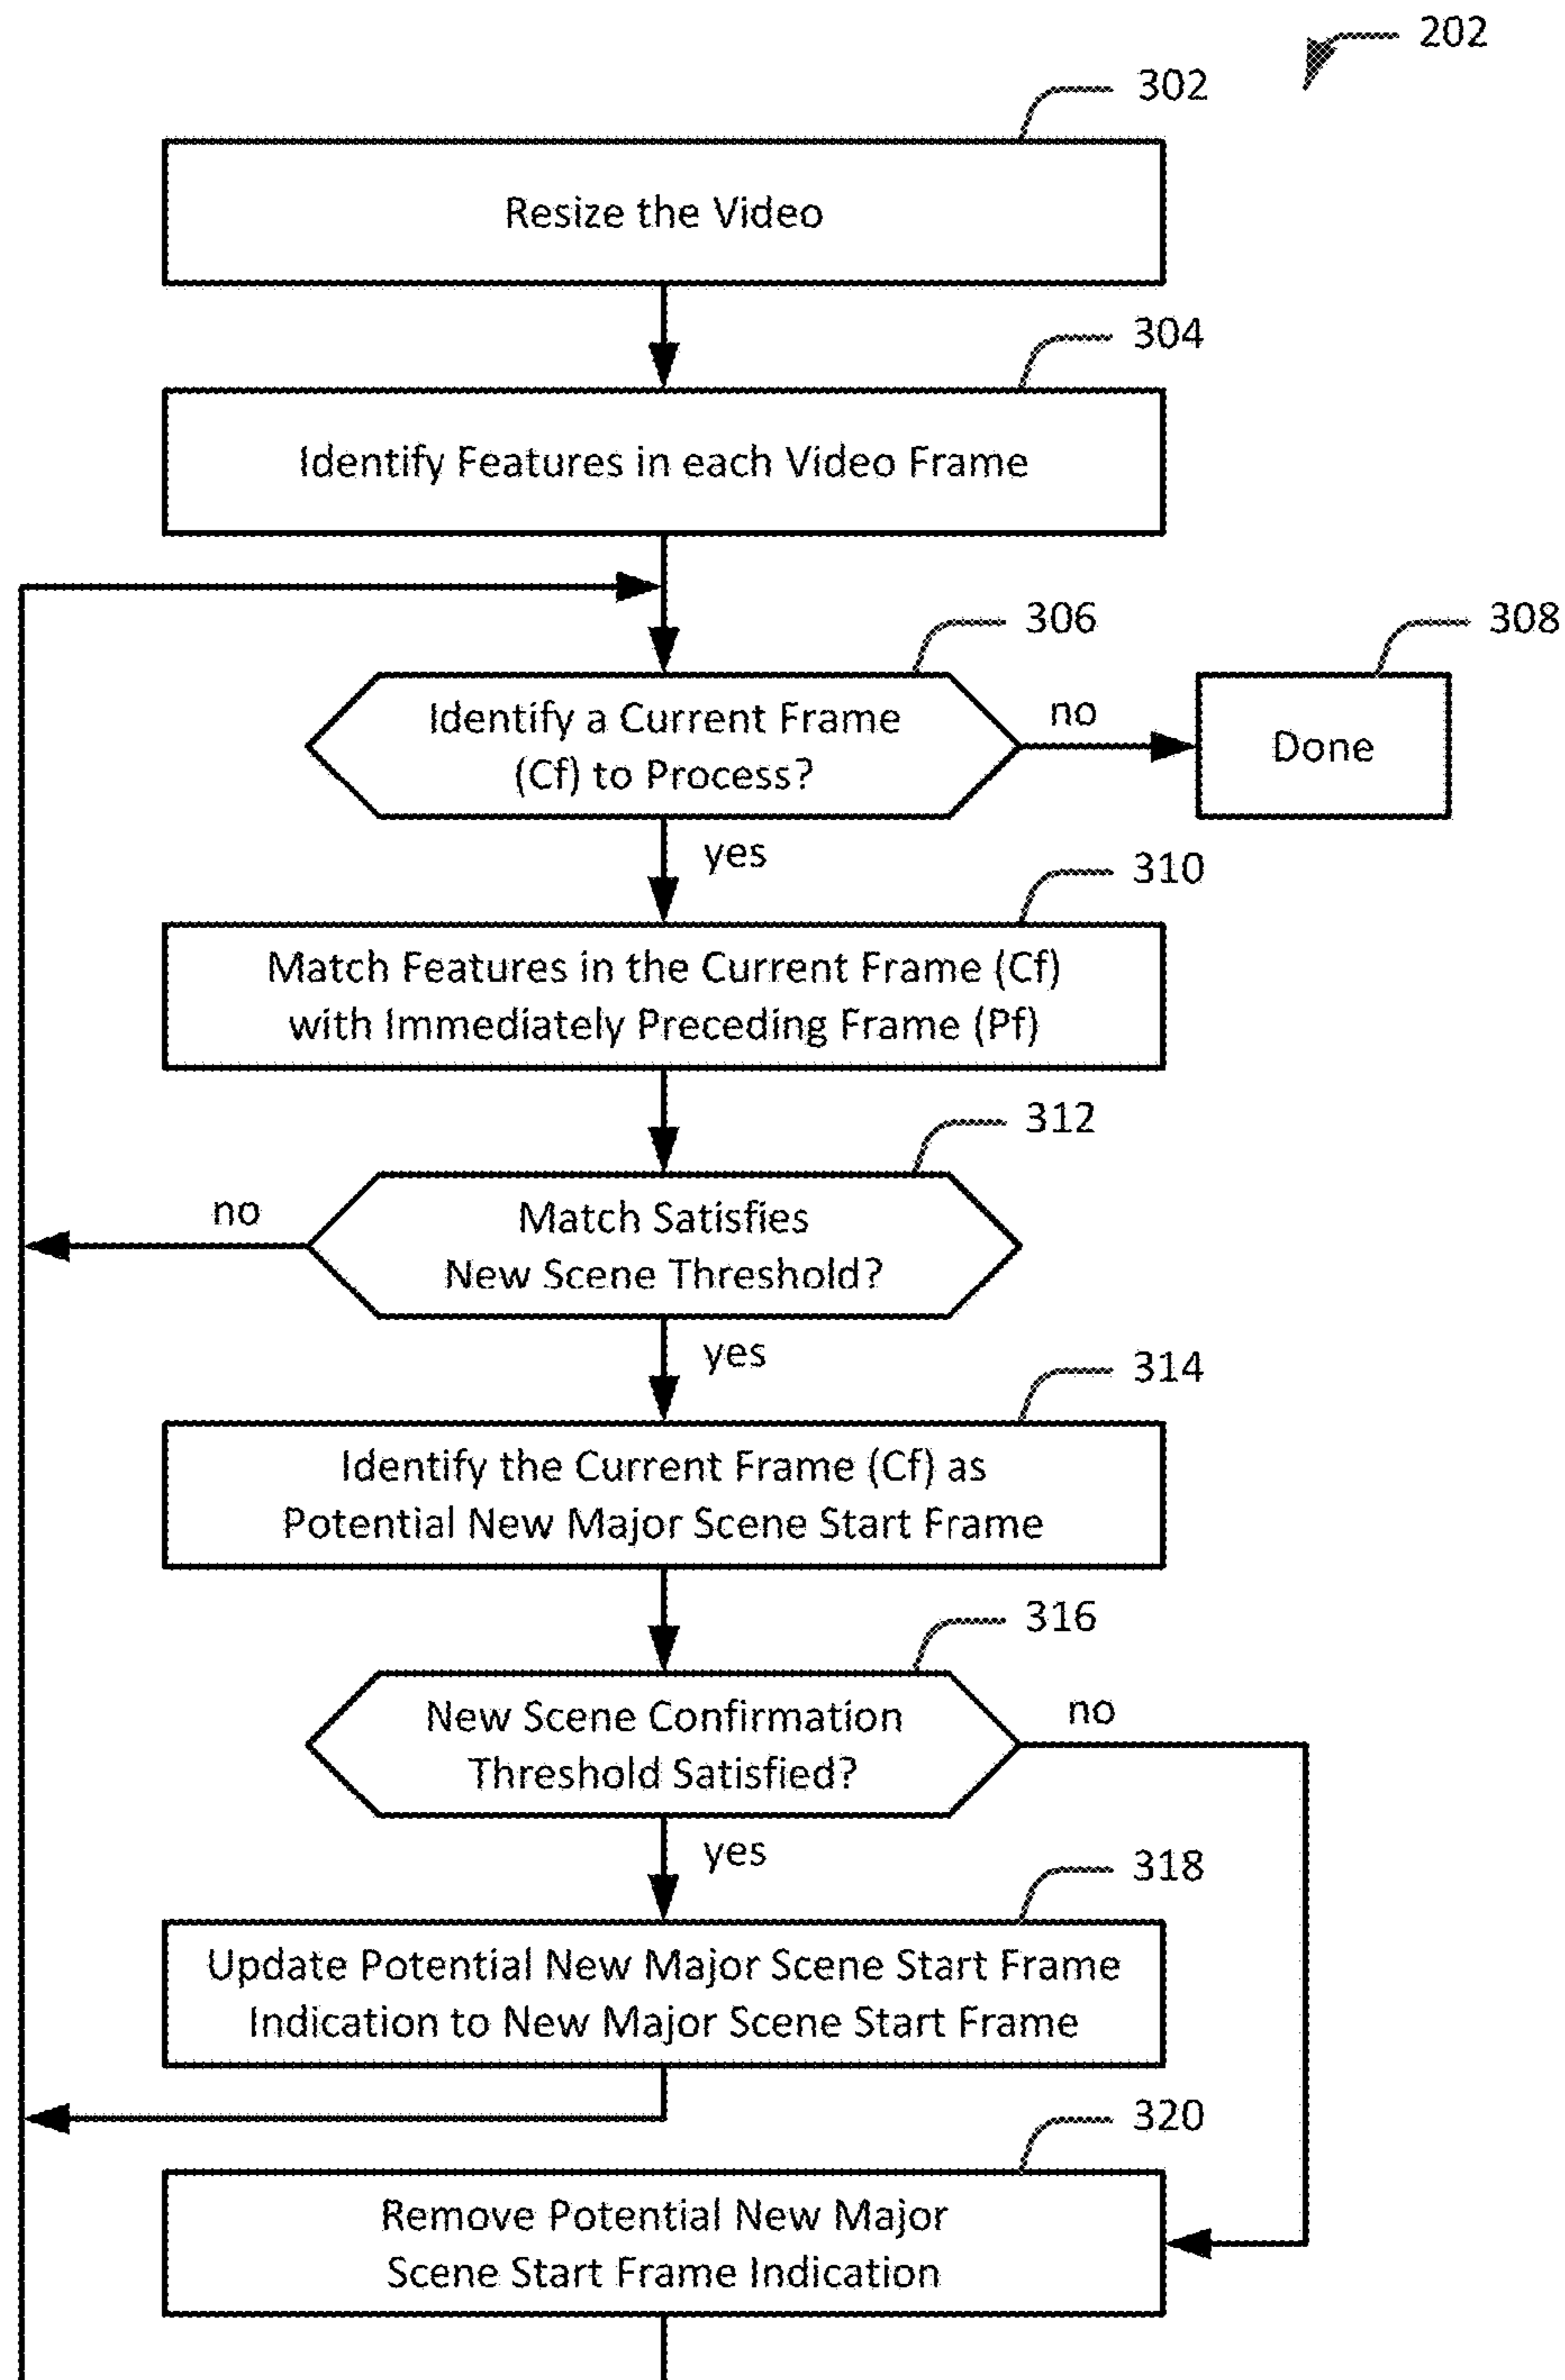 202
302
Resize the Video
304
Identify Features in each Video Frame
306
308
Identify a Current Frame
(Cf) to Process?
no
Done
yes
310
Match Features in the Current Frame (Cf)
with Immediately Preceding Frame (Pf)
312
no
Match Satisfies
New Scene Threshold?
yes
314
Identify the Current Frame (Cf) as
Potential New Major Scene Start Frame
316
New Scene Confirmation
Threshold Satisfied?
no
yes
318
Update Potential New Major Scene Start Frame
Indication to New Major Scene Start Frame
320
Remove Potential New Major
Scene Start Frame Indication